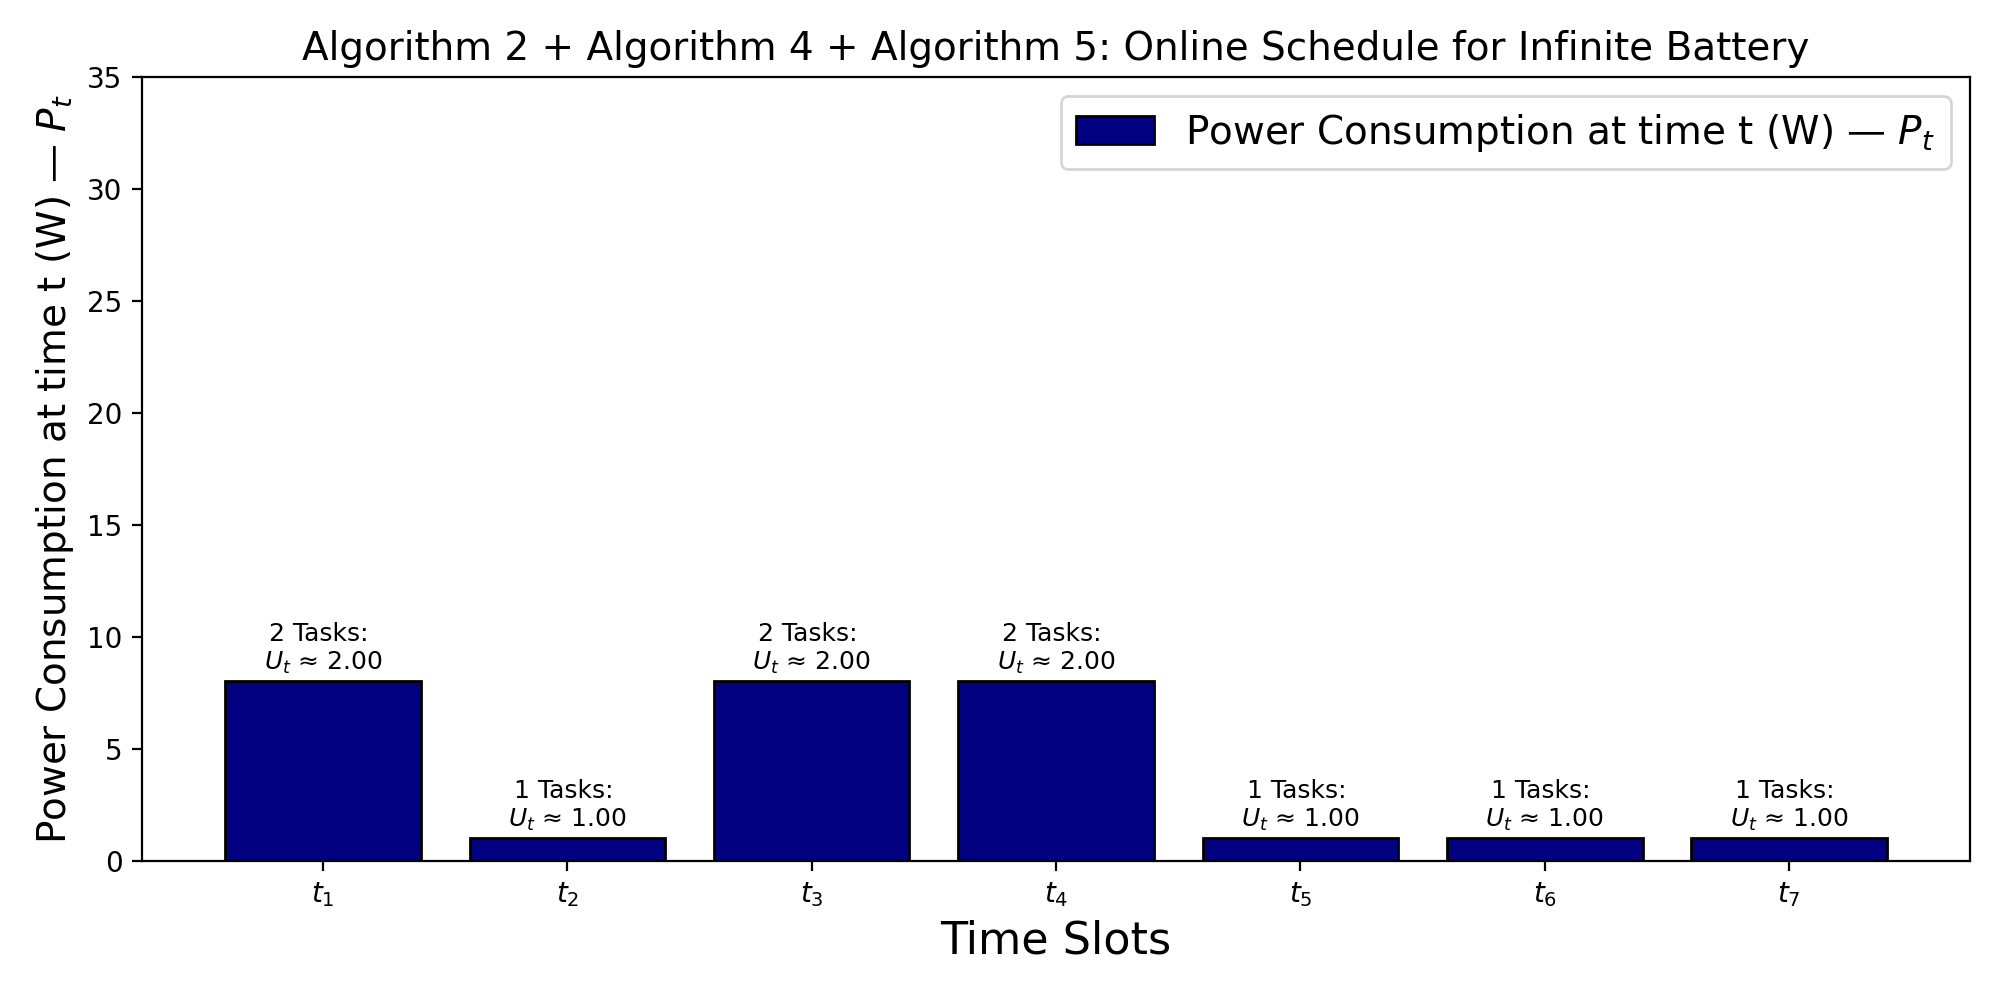 Algorithm 2 + Algorithm 4 + Algorithm 5: Online Schedule for Infinite Battery
Power Consumption at time t (W) — P_t
Power Consumption at time t (W) — P_t
35
30
25
20
15
10
5
0
2 Tasks:
U_t ≈ 2.00
1 Tasks:
U_t ≈ 1.00
2 Tasks:
U_t ≈ 2.00
2 Tasks:
U_t ≈ 2.00
1 Tasks:
U_t ≈ 1.00
1 Tasks:
U_t ≈ 1.00
1 Tasks:
U_t ≈ 1.00
t_1 t_2 t_3 t_4 t_5 t_6 t_7
Time Slots